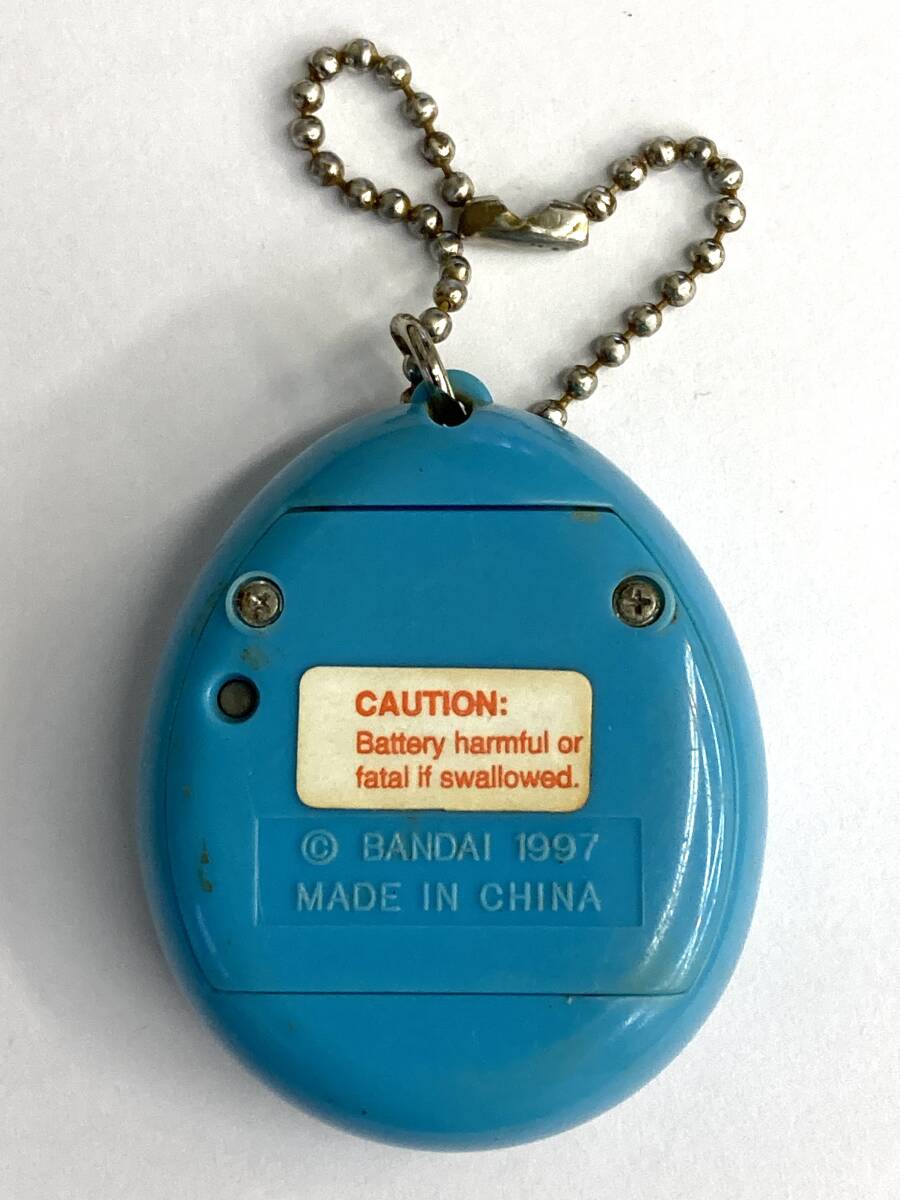 CAUTION:
Battery harmful or
fatal if swallowed.
© BANDAI 1997
MADE IN CHINA